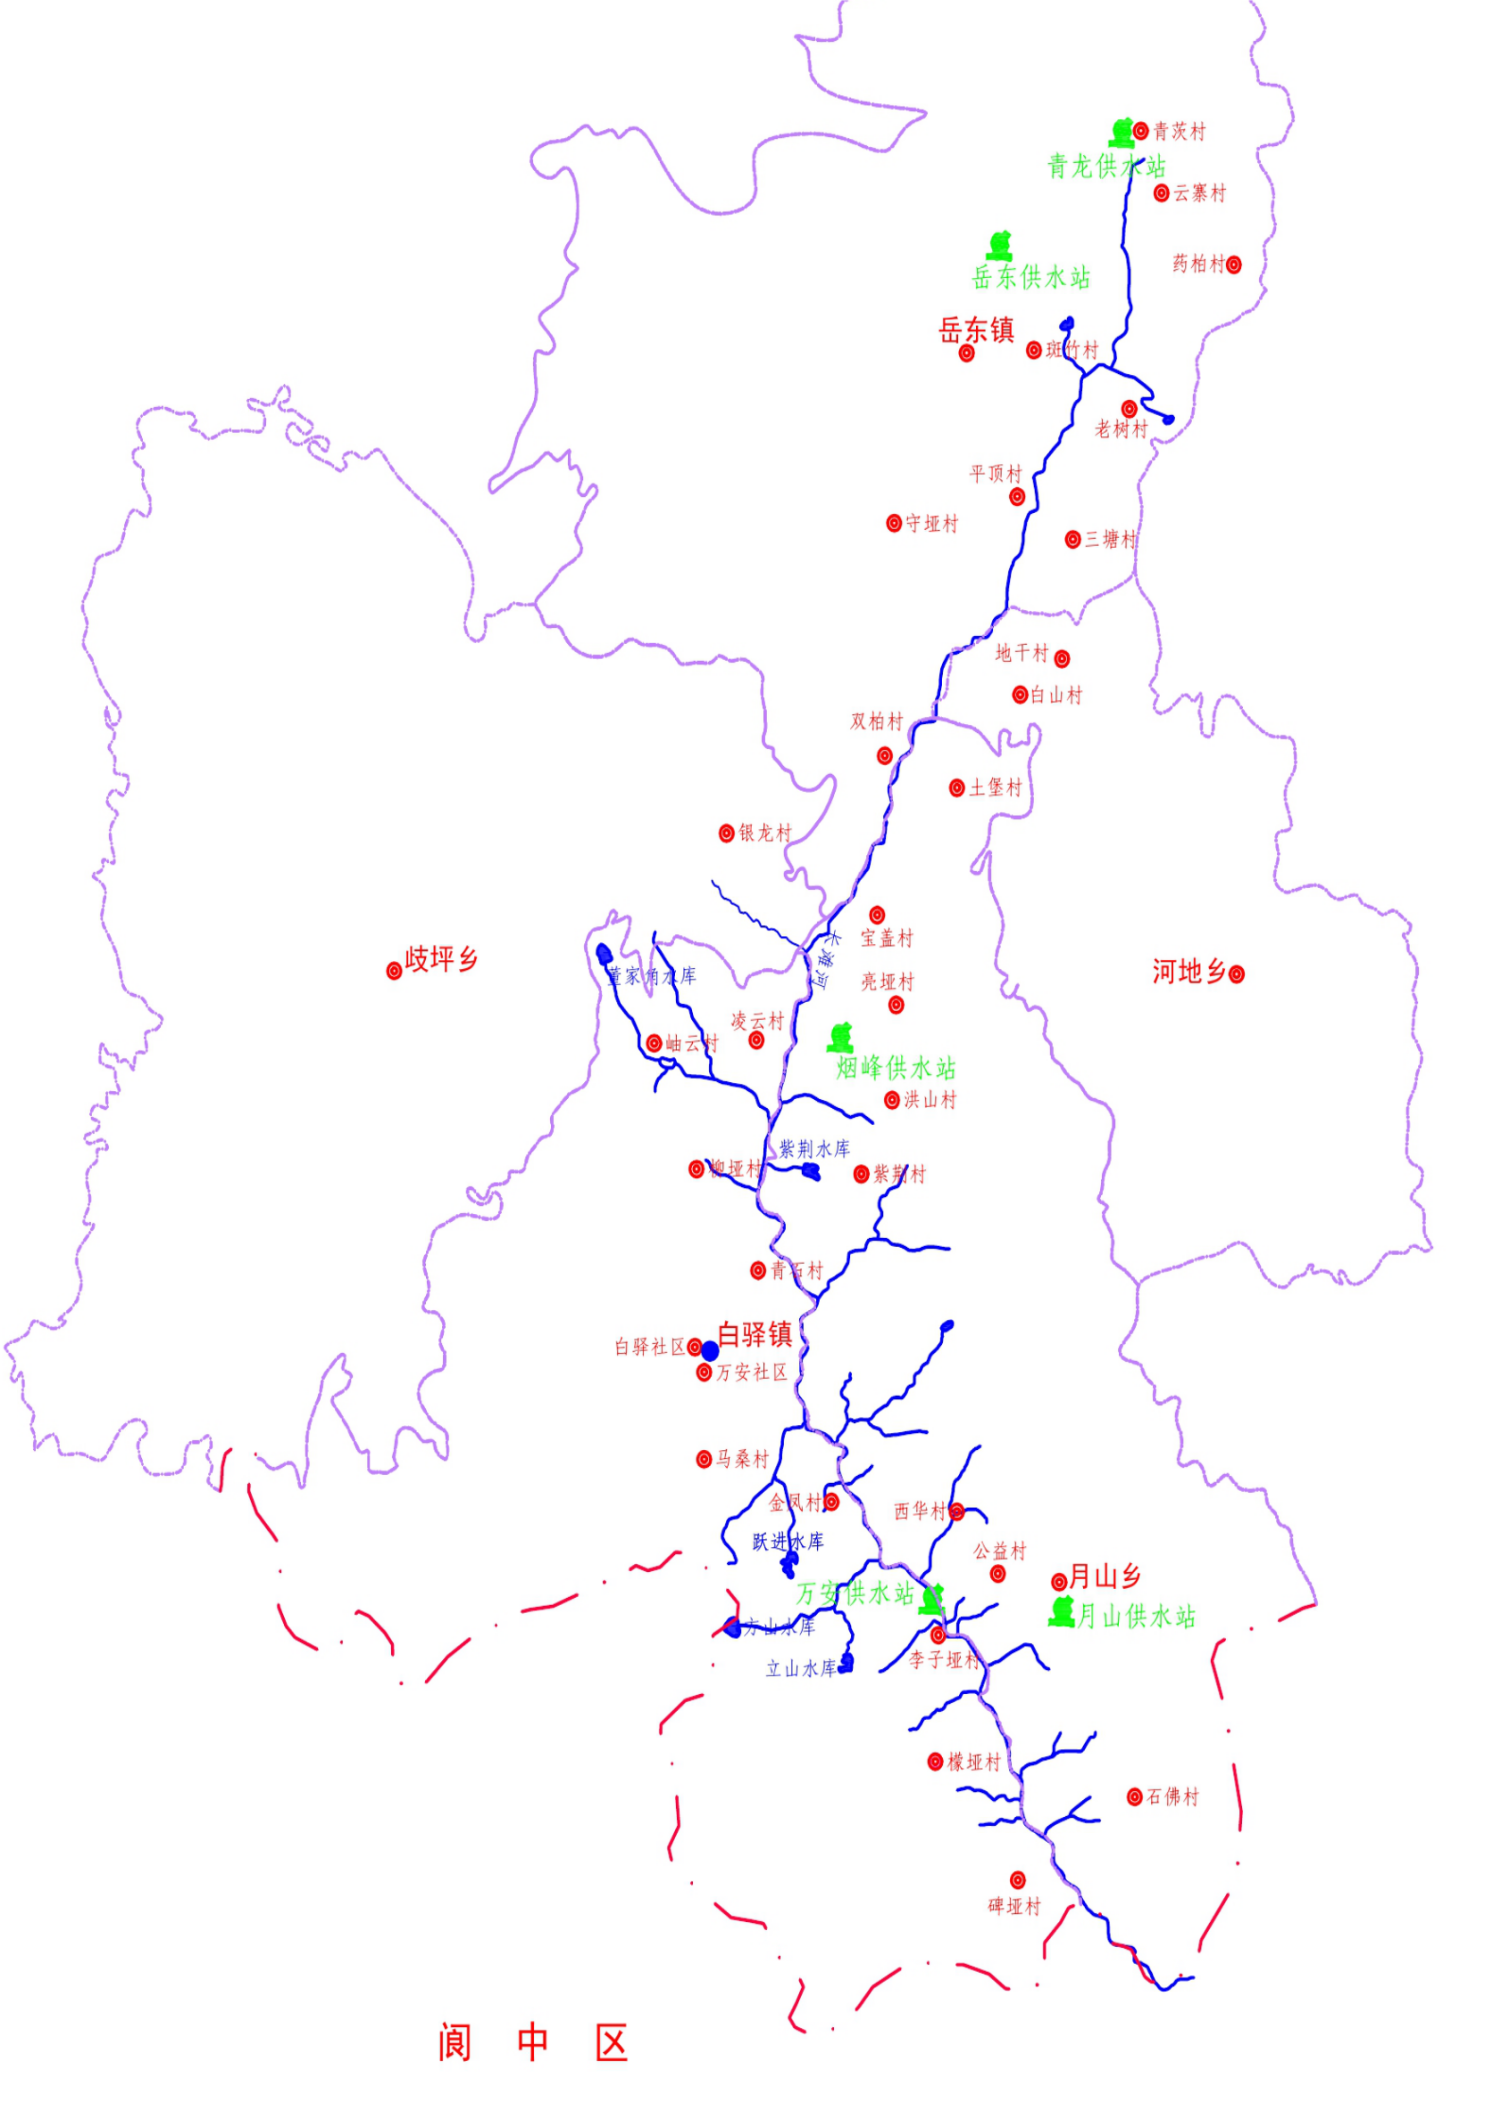 青茨村
青龙供水站
云寨村
药柏村
岳东供水站
岳东镇
斑竹村
老树村
平顶村
守垭村
三塘村
地干村
白山村
双柏村
土堡村
银龙村
宝盖村
长滩河
歧坪乡
河地乡
董家角水库
亮垭村
凌云村
岫云村
烟峰供水站
洪山村
紫荆水库
柳垭村
紫荆村
青石村
白驿镇
白驿社区
万安社区
马桑村
金凤村
西华村
跃进水库
公益村
月山乡
万安供水站
月山供水站
方山水库
李子垭村
立山水库
檬垭村
石佛村
碑垭村
阆中区